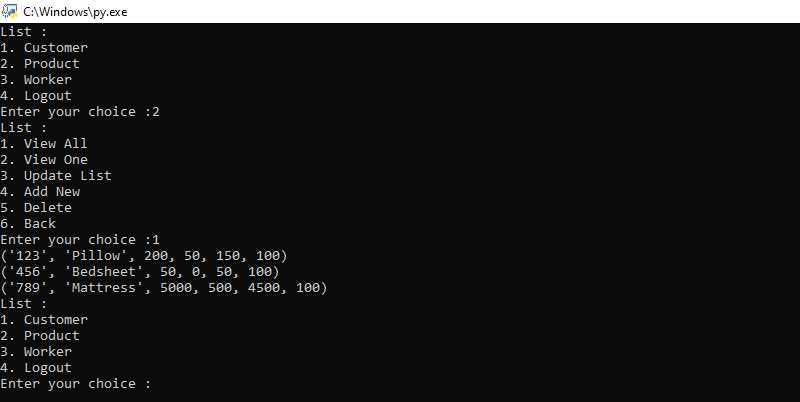 C:\Windows\py.exe
List :
1. Customer
2. Product
3. Worker
4. Logout
Enter your choice :2
List :
1. View All
2. View One
3. Update List
4. Add New
5. Delete
6. Back
Enter your choice :1
('123', 'Pillow', 200, 50, 150, 100)
('456', 'Bedsheet', 50, 0, 50, 100)
('789', 'Mattress', 5000, 500, 4500, 100)
List :
1. Customer
2. Product
3. Worker
4. Logout
Enter your choice :